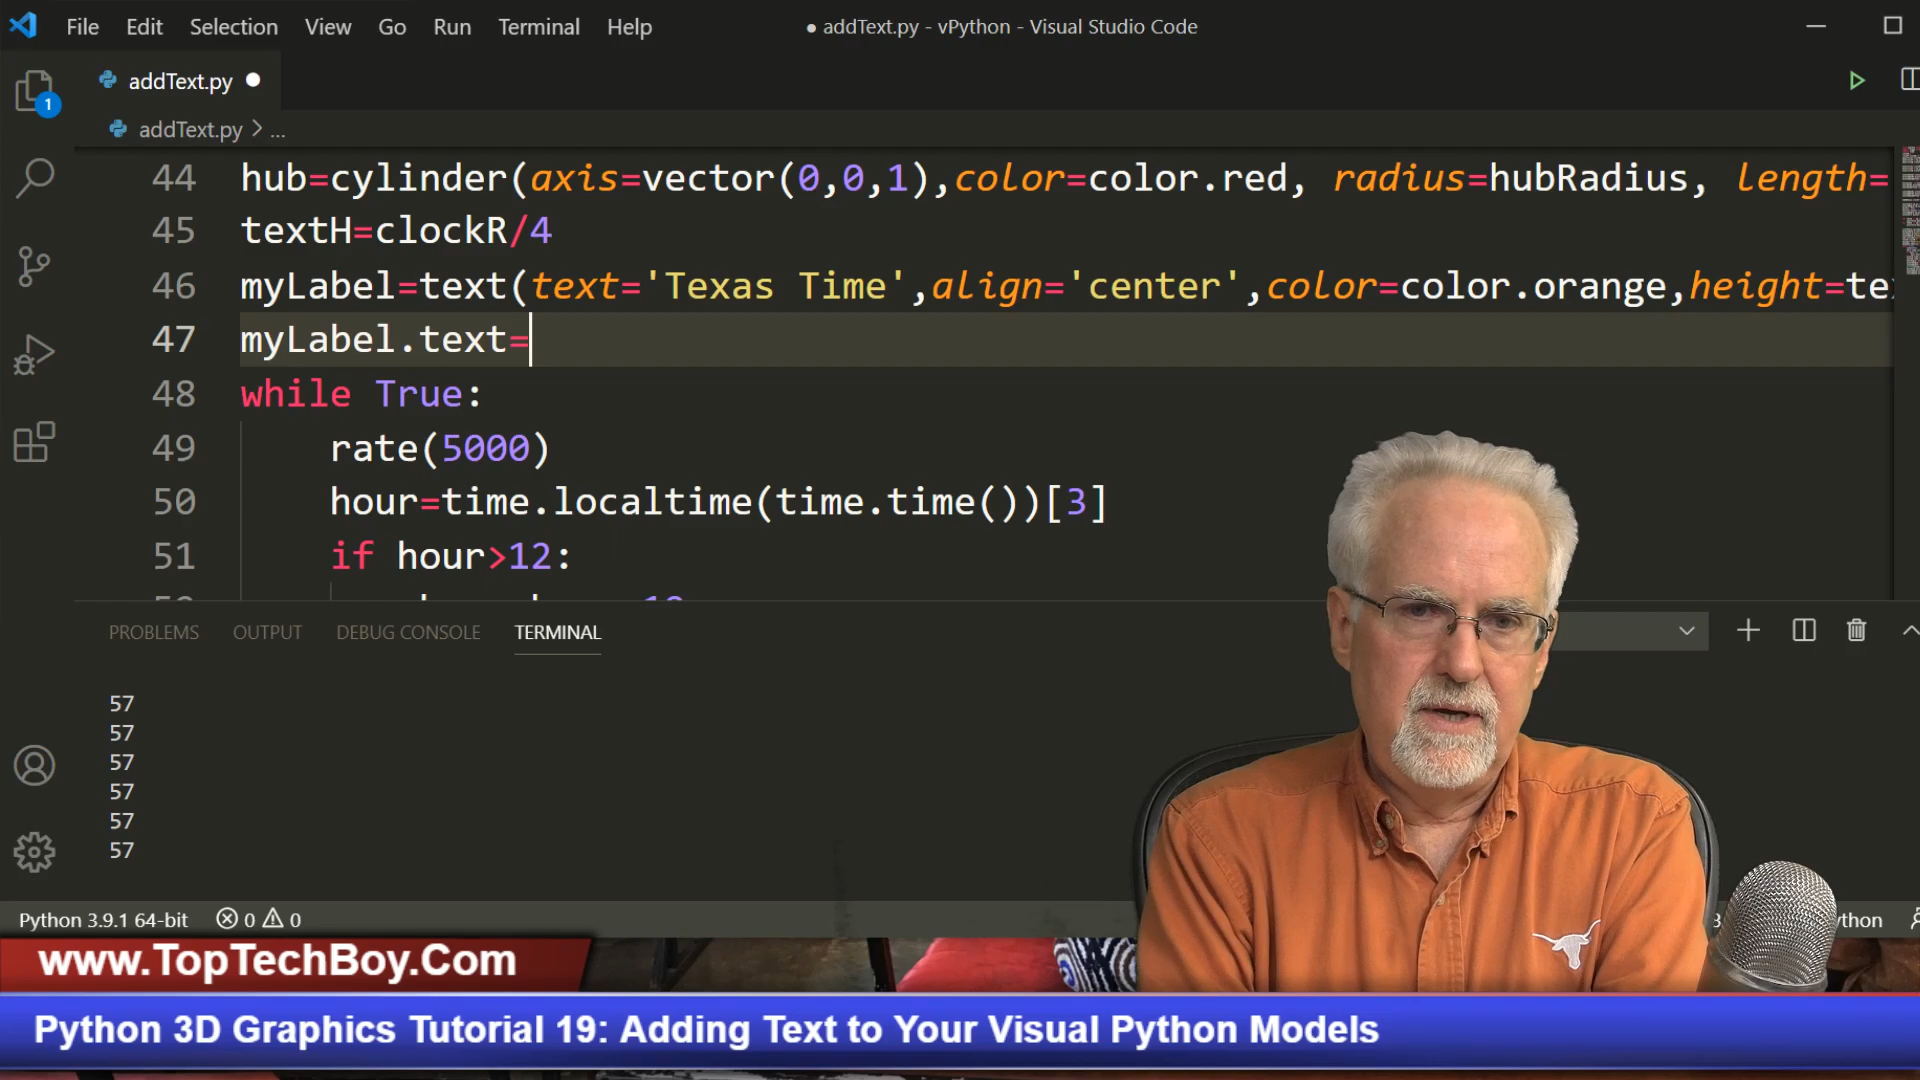 File Edit Selection View Go Run Terminal Help
● addText.py - vPython - Visual Studio Code
1
addText.py ●
addText.py > ...
44 hub=cylinder(axis=vector(0,0,1),color=color.red, radius=hubRadius, length=
45 textH=clockR/4
46 myLabel=text(text='Texas Time',align='center',color=color.orange,height=te
47 myLabel.text=
48 while True:
49 rate(5000)
50 hour=time.localtime(time.time())[3]
51 if hour>12:
PROBLEMS OUTPUT DEBUG CONSOLE TERMINAL
57
57
57
57
57
57
Python 3.9.1 64-bit 0 0
www.TopTechBoy.Com
Python 3D Graphics Tutorial 19: Adding Text to Your Visual Python Models